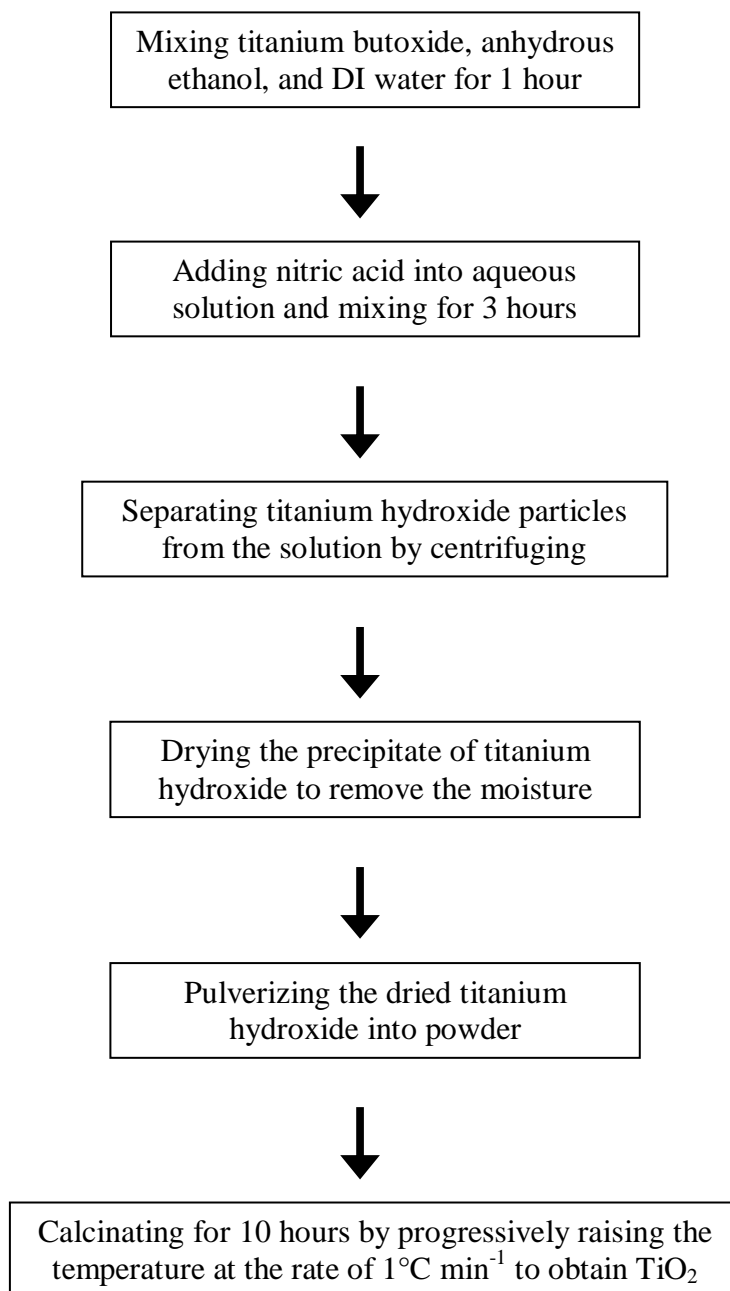 Mixing titanium butoxide, anhydrous
ethanol, and DI water for 1 hour
Adding nitric acid into aqueous
solution and mixing for 3 hours
Separating titanium hydroxide particles
from the solution by centrifuging
Drying the precipitate of titanium
hydroxide to remove the moisture
Pulverizing the dried titanium
hydroxide into powder
Calcinating for 10 hours by progressively raising the
temperature at the rate of 1°C min⁻¹ to obtain TiO₂